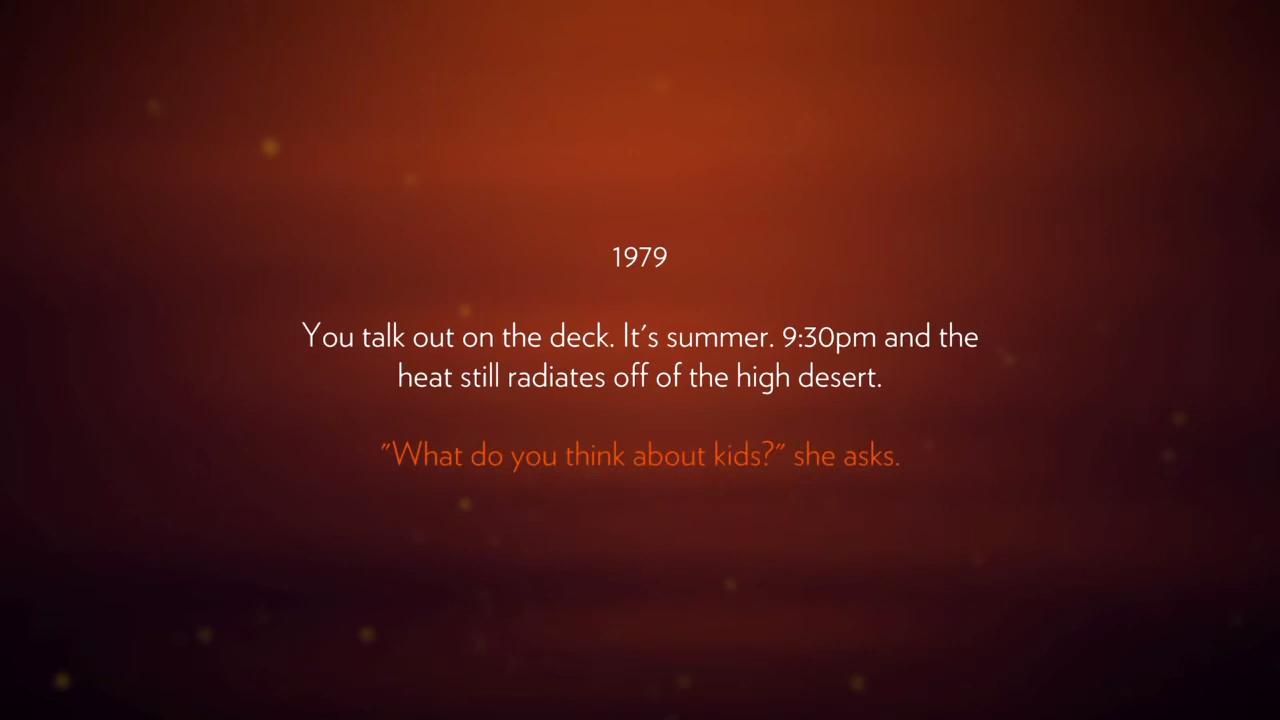 1979
You talk out on the deck. It's summer. 9:30pm and the
heat still radiates off of the high desert.
"What do you think about kids?" she asks.